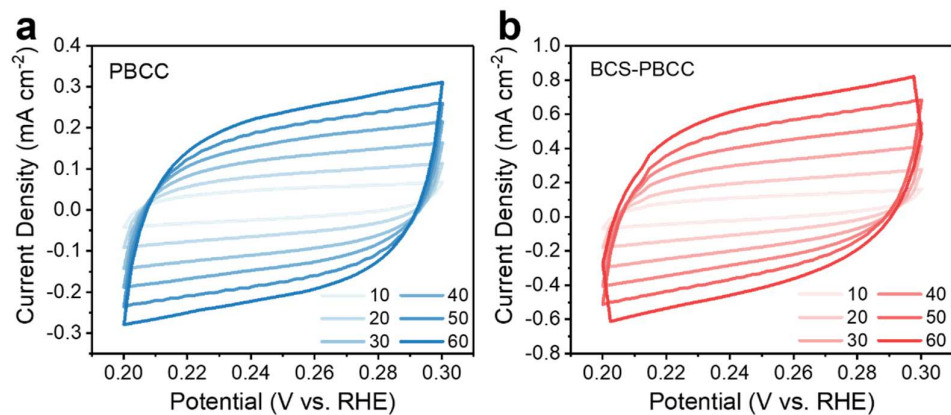 a
PBCC
Current Density (mA cm⁻²)
0.4
0.3
0.2
0.1
0.0
-0.1
-0.2
-0.3
0.20 0.22 0.24 0.26 0.28 0.30
Potential (V vs. RHE)
10 40
20 50
30 60
b
BCS-PBCC
Current Density (mA cm⁻²)
1.0
0.8
0.6
0.4
0.2
0.0
-0.2
-0.4
-0.6
-0.8
0.20 0.22 0.24 0.26 0.28 0.30
Potential (V vs. RHE)
10 40
20 50
30 60